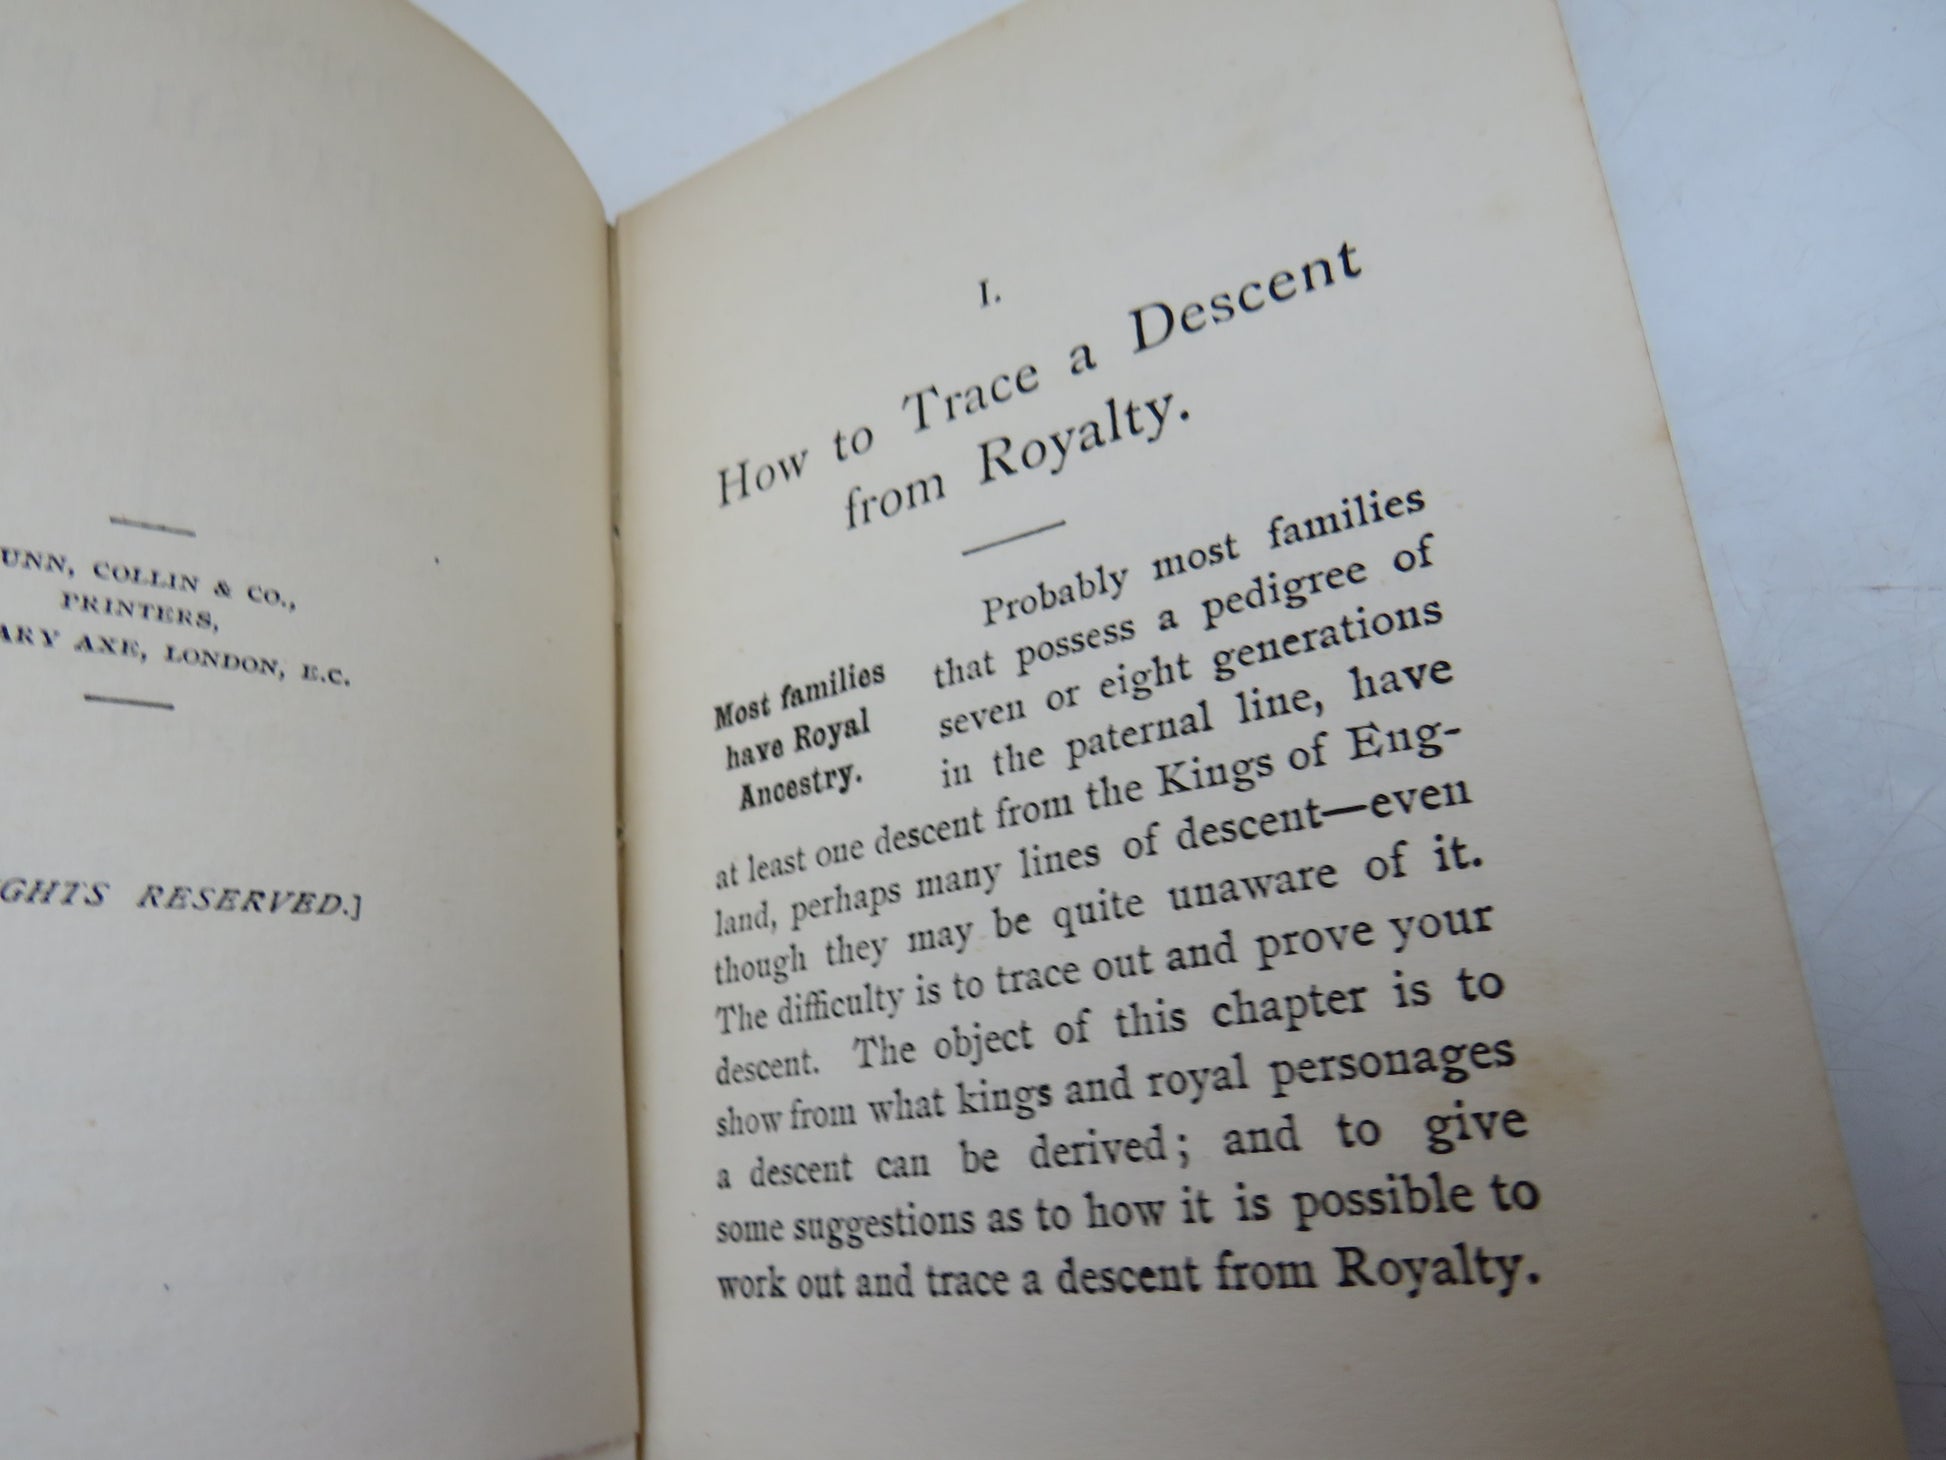 UNN, COLLIN & CO.,
PRINTERS,
ARY AXE, LONDON, E.C.
GHTS RESERVED.]
I.
How to Trace a Descent
from Royalty.
Most families
have Royal
Ancestry.
Probably most families
that possess a pedigree of
seven or eight generations
in the paternal line, have
at least one descent from the Kings of Eng-
land, perhaps many lines of descent—even
though they may be quite unaware of it.
The difficulty is to trace out and prove your
descent. The object of this chapter is to
show from what kings and royal personages
a descent can be derived; and to give
some suggestions as to how it is possible to
work out and trace a descent from Royalty.